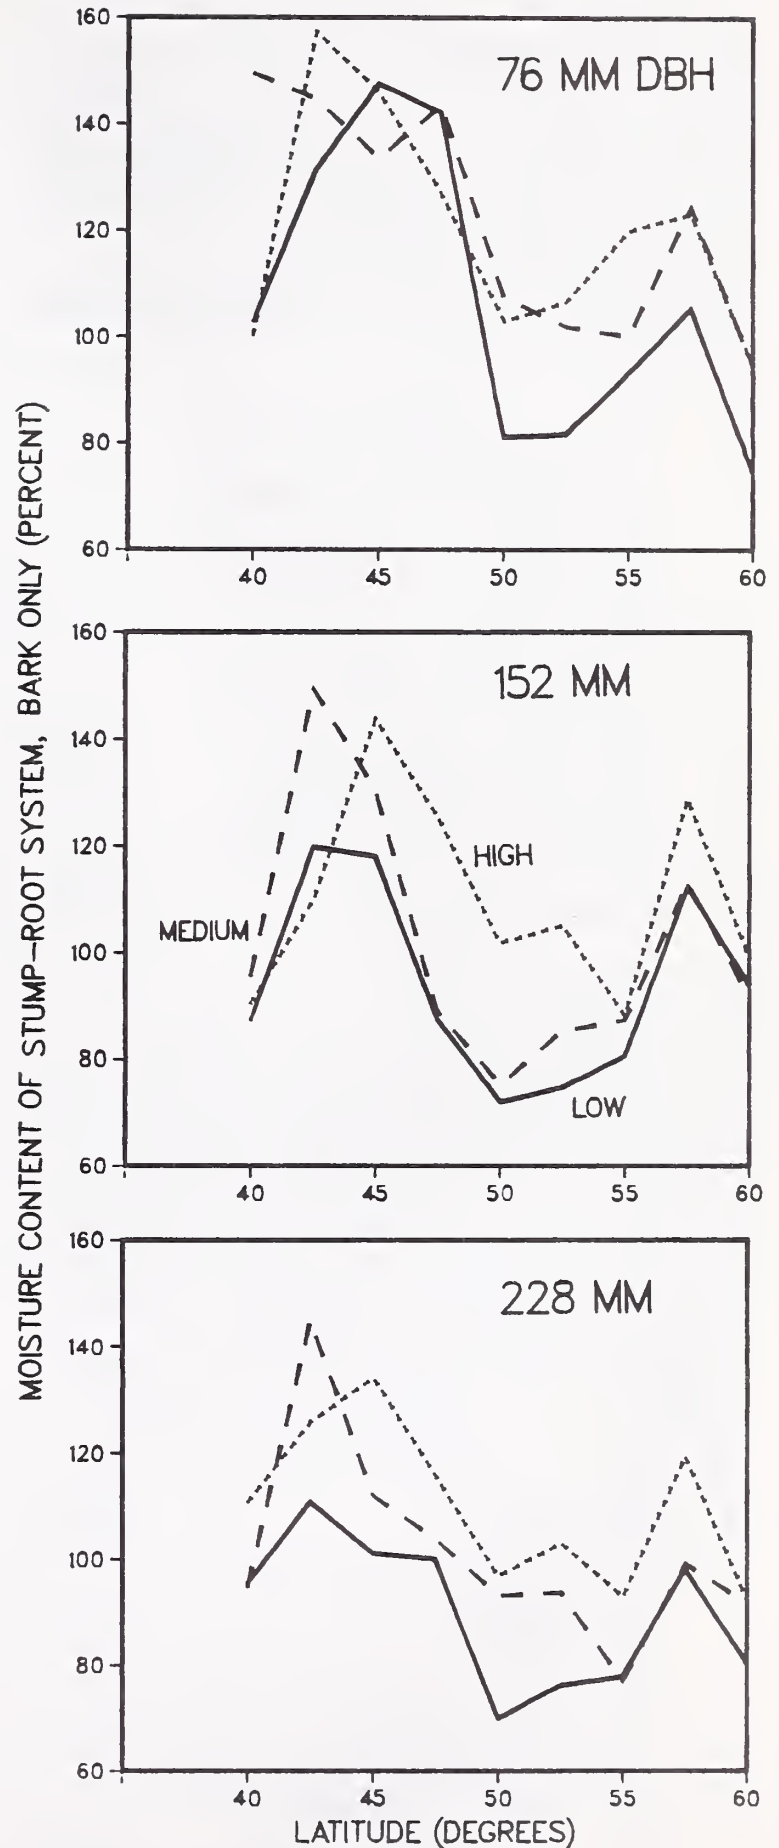 MOISTURE CONTENT OF STUMP-ROOT SYSTEM, BARK ONLY (PERCENT)
160
140
120
100
80
60
76 MM DBH
40 45 50 55 60
160
140
120
100
80
60
152 MM
HIGH
MEDIUM
LOW
40 45 50 55 60
160
140
120
100
80
60
228 MM
40 45 50 55 60
LATITUDE (DEGREES)